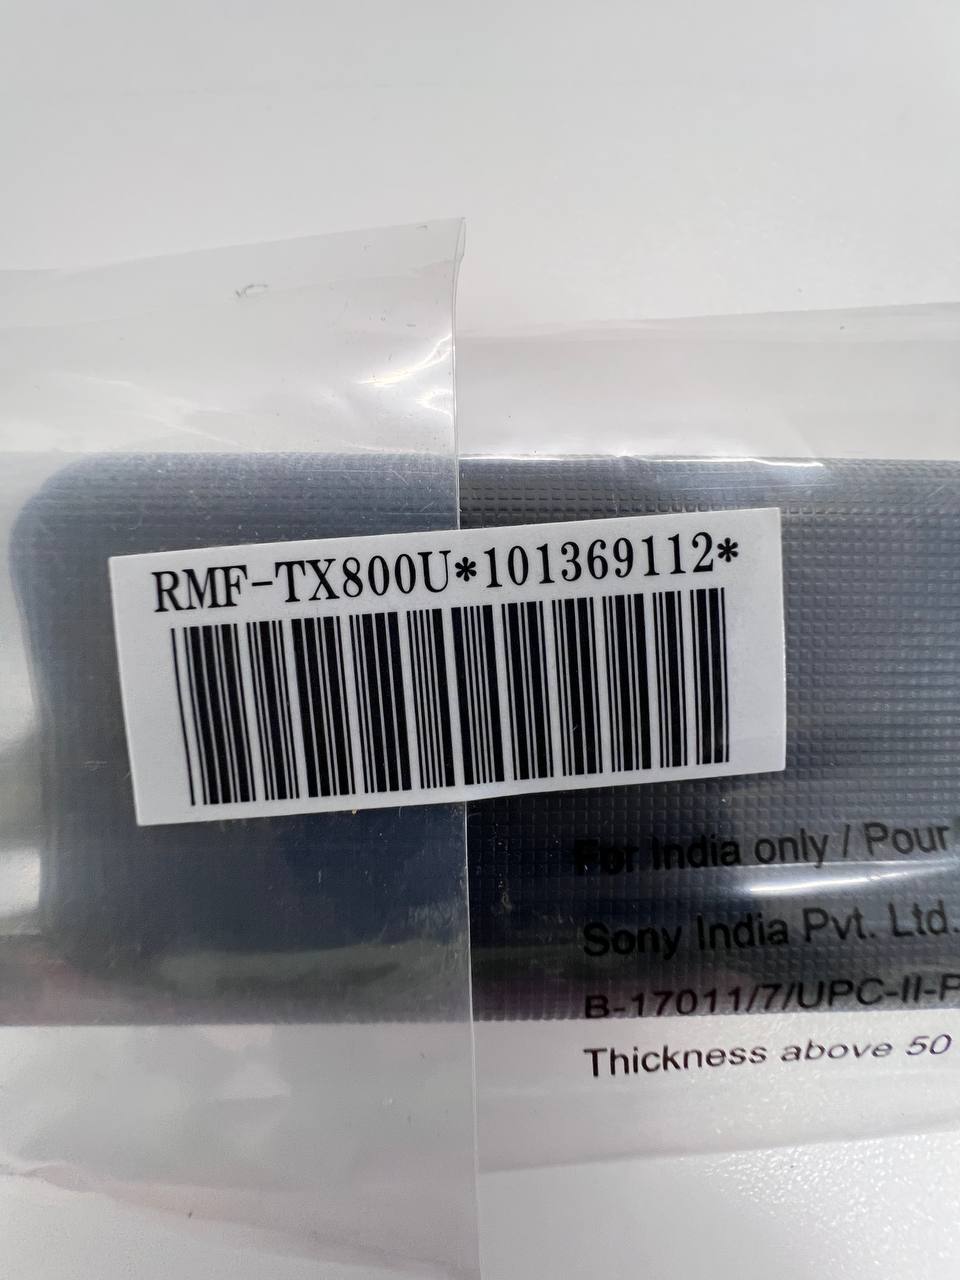 RMF-TX800U*101369112*
For India only / Pour
Sony India Pvt. Ltd.
B-17011/7/UPC-II-P
Thickness above 50